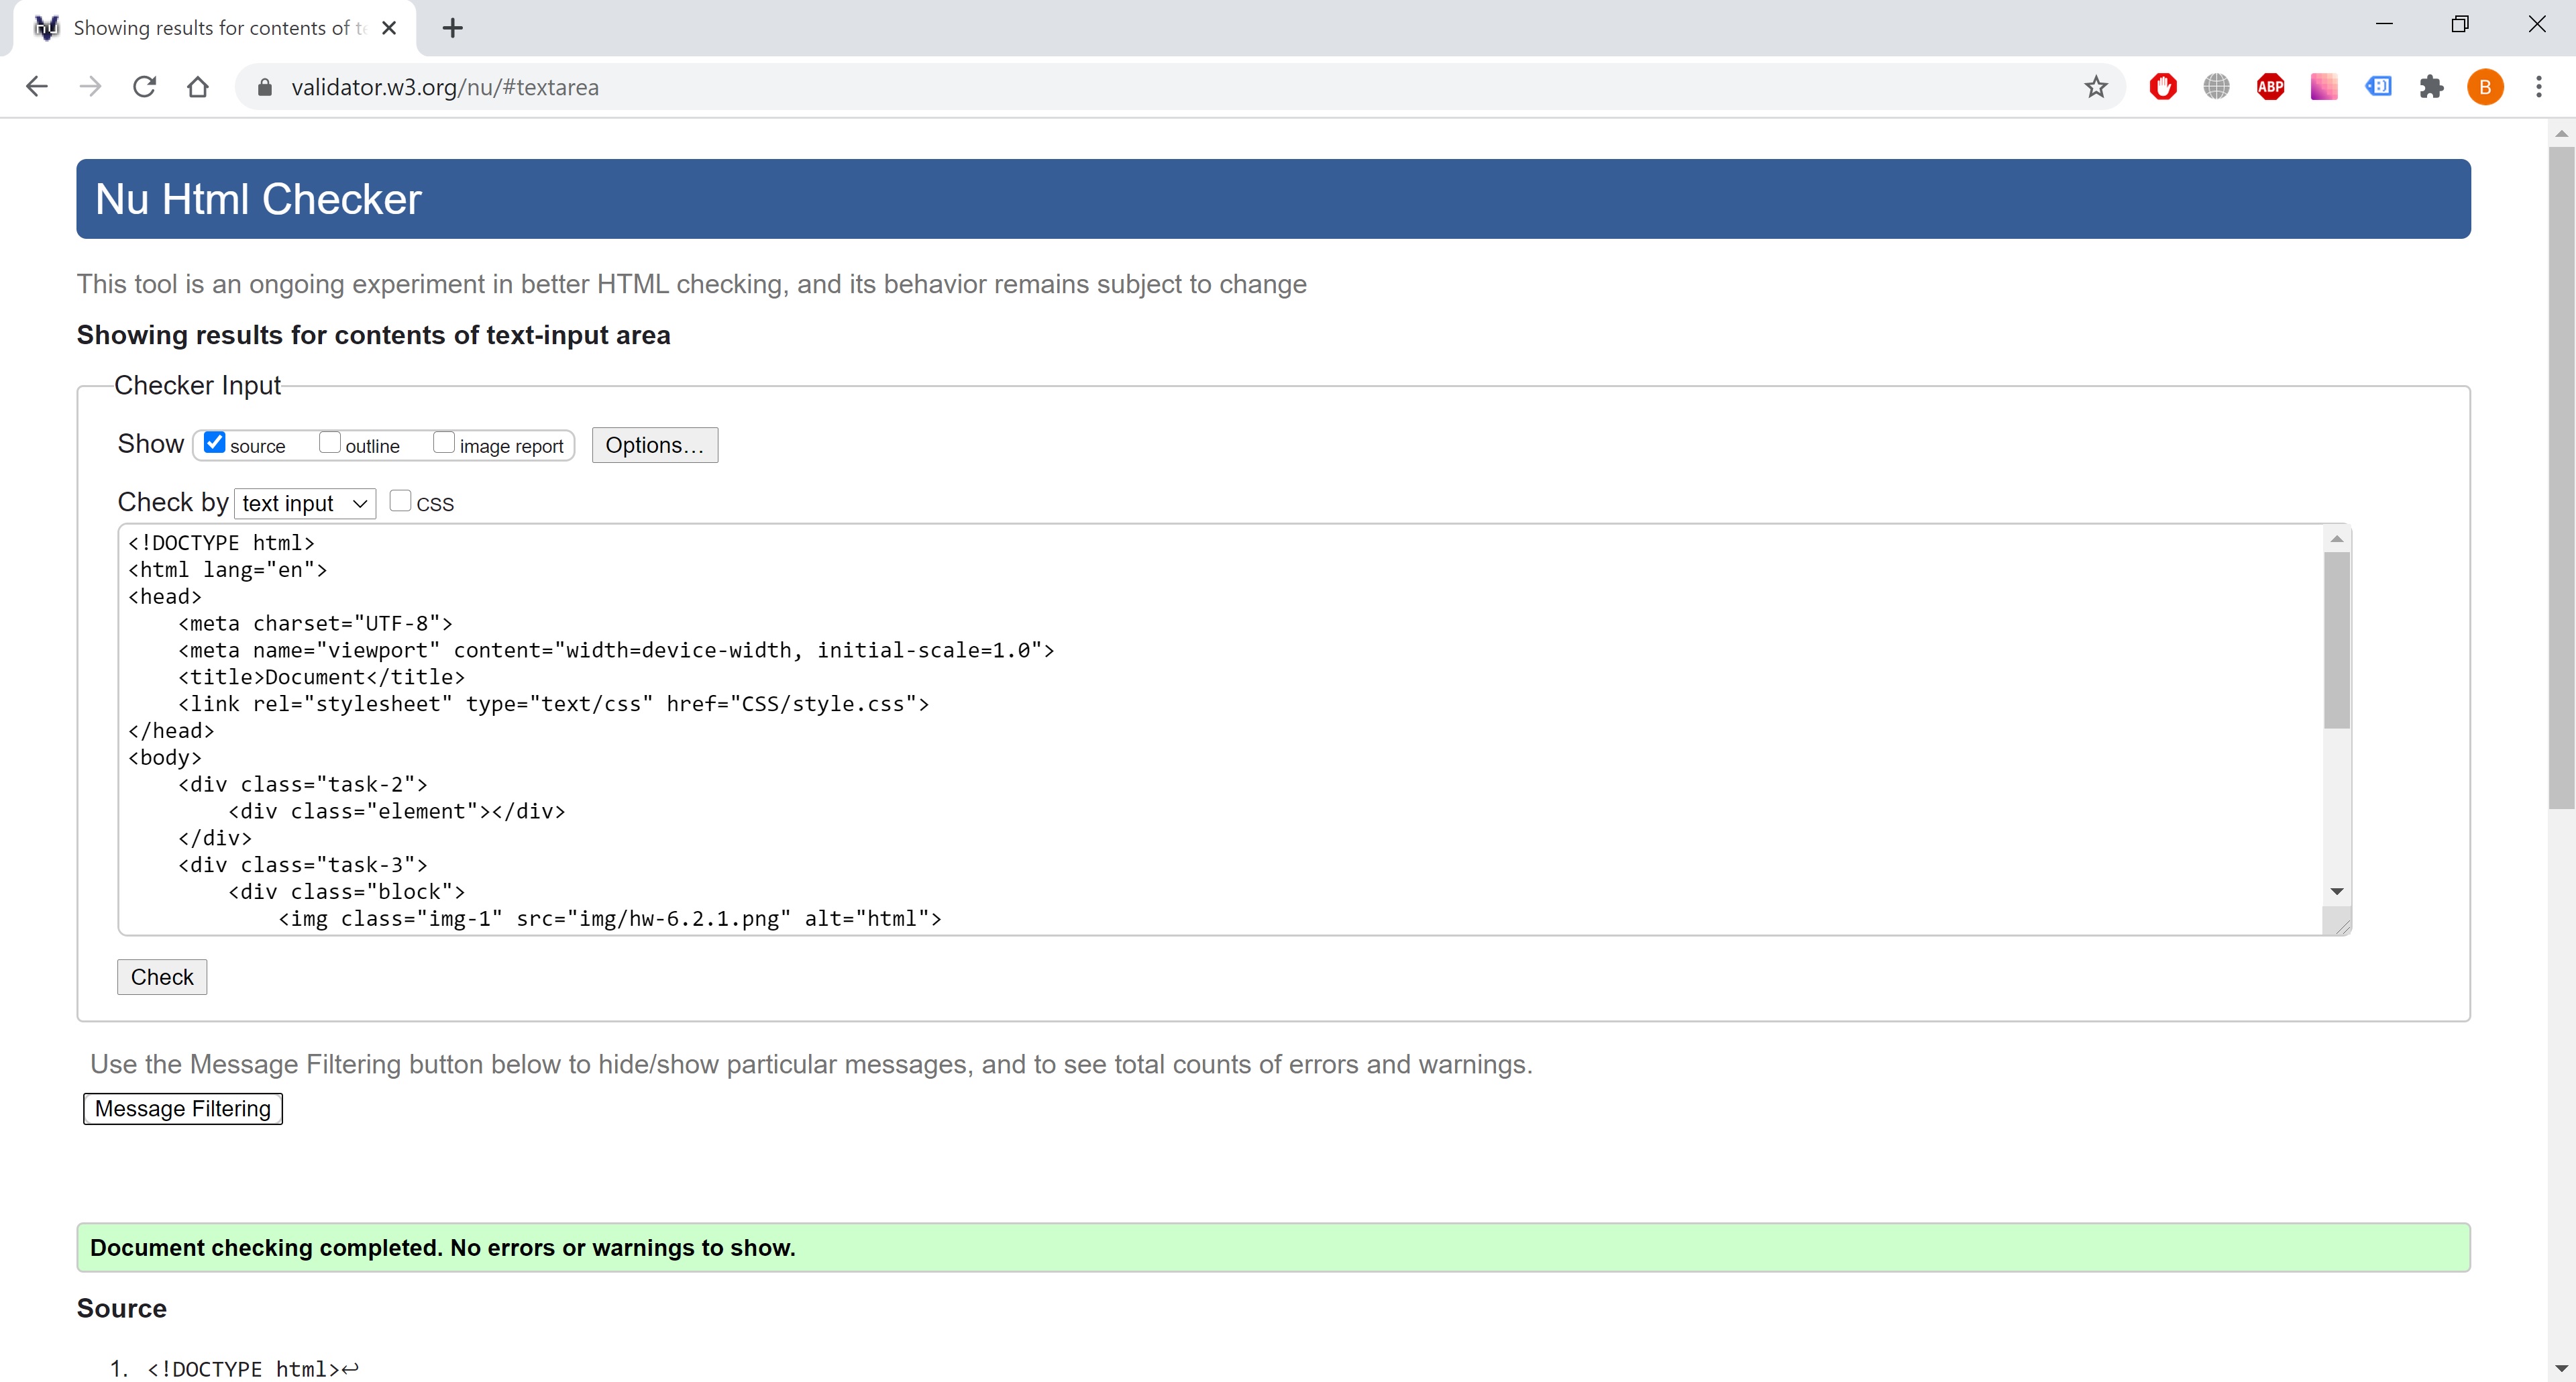 Showing results for contents of te
validator.w3.org/nu/#textarea
ABP
B
Nu Html Checker
This tool is an ongoing experiment in better HTML checking, and its behavior remains subject to change
Showing results for contents of text-input area
Checker Input
Show source outline image report Options...
Check by text input CSS
<!DOCTYPE html>
<html lang="en">
<head>
    <meta charset="UTF-8">
    <meta name="viewport" content="width=device-width, initial-scale=1.0">
    <title>Document</title>
    <link rel="stylesheet" type="text/css" href="CSS/style.css">
</head>
<body>
    <div class="task-2">
        <div class="element"></div>
    </div>
    <div class="task-3">
        <div class="block">
            <img class="img-1" src="img/hw-6.2.1.png" alt="html">
Check
Use the Message Filtering button below to hide/show particular messages, and to see total counts of errors and warnings.
Message Filtering
Document checking completed. No errors or warnings to show.
Source
1. <!DOCTYPE html>↩